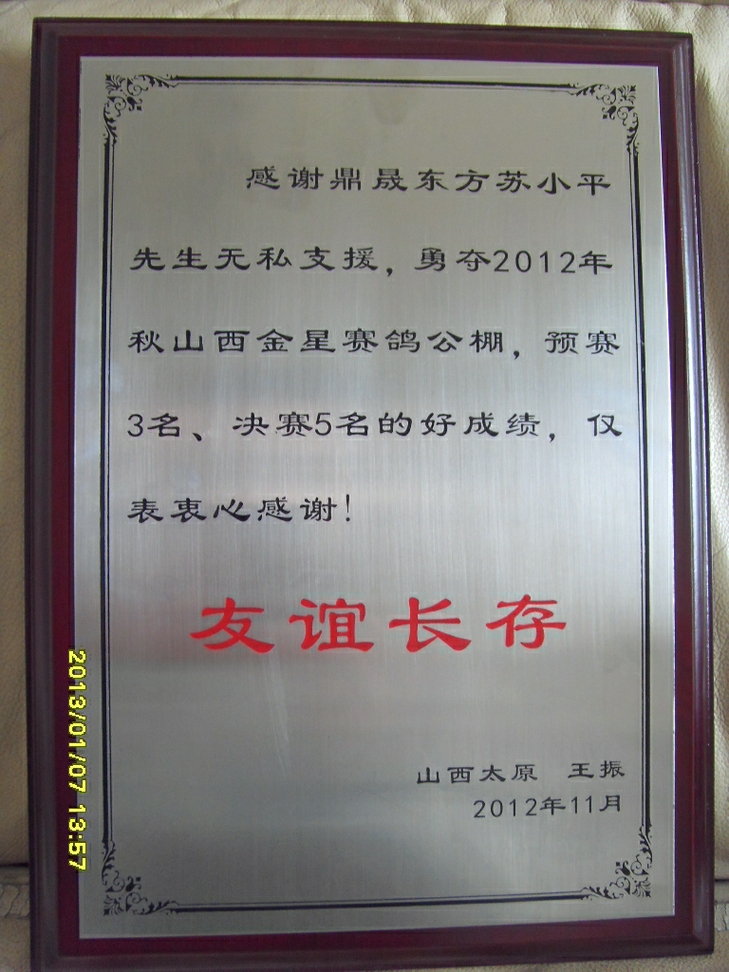 感谢鼎晟东方苏小平
先生无私支援，勇夺2012年
秋山西金星赛鸽公棚，预赛
3名、决赛5名的好成绩，仅
表衷心感谢！
友谊长存
山西太原　王振
2012年11月
2013/01/07 13:57